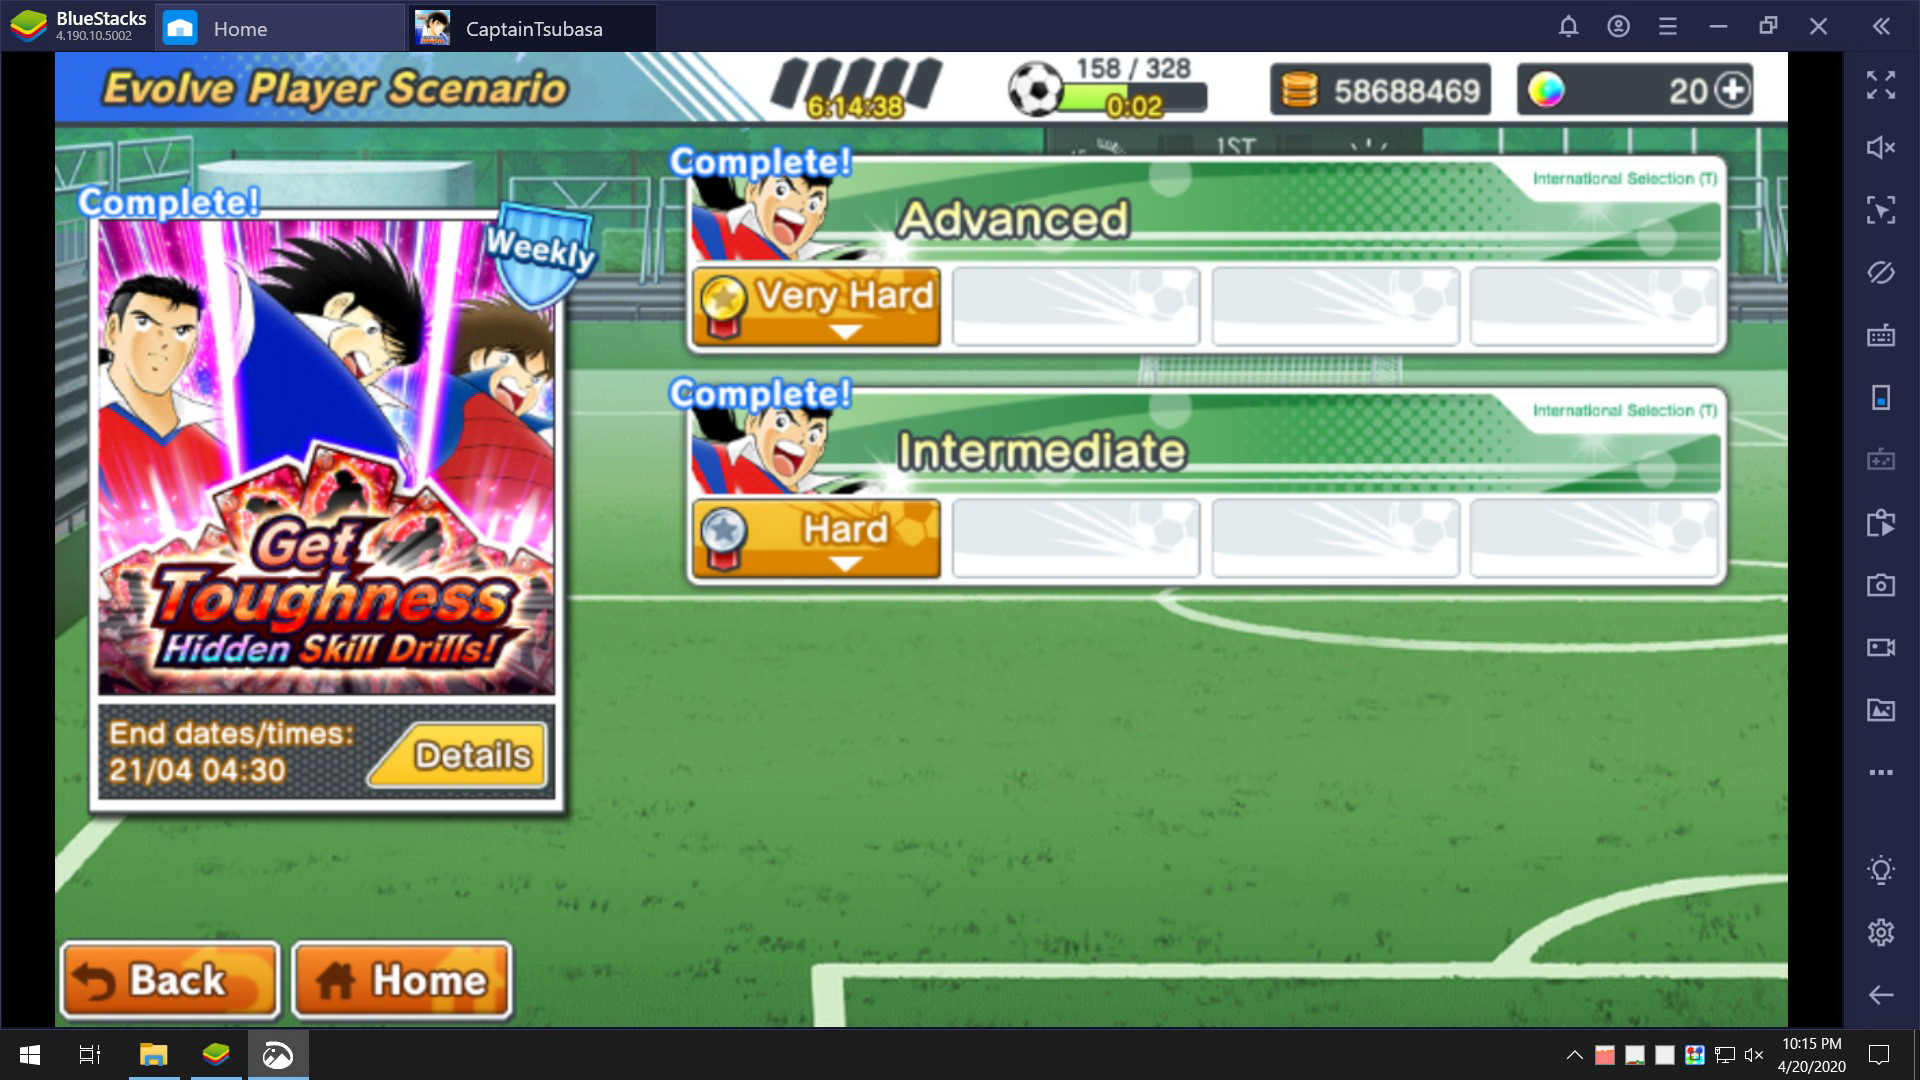 BlueStacks
4.190.10.5002
Home
CaptainTsubasa
Evolve Player Scenario
6:14:38
158 / 328
0:02
58688469
20
1ST
Complete!
Weekly
Get
Toughness
Hidden Skill Drills!
End dates/times:
21/04 04:30
Details
Complete!
International Selection (T)
Advanced
Very Hard
Complete!
International Selection (T)
Intermediate
Hard
Back
Home
10:15 PM
4/20/2020